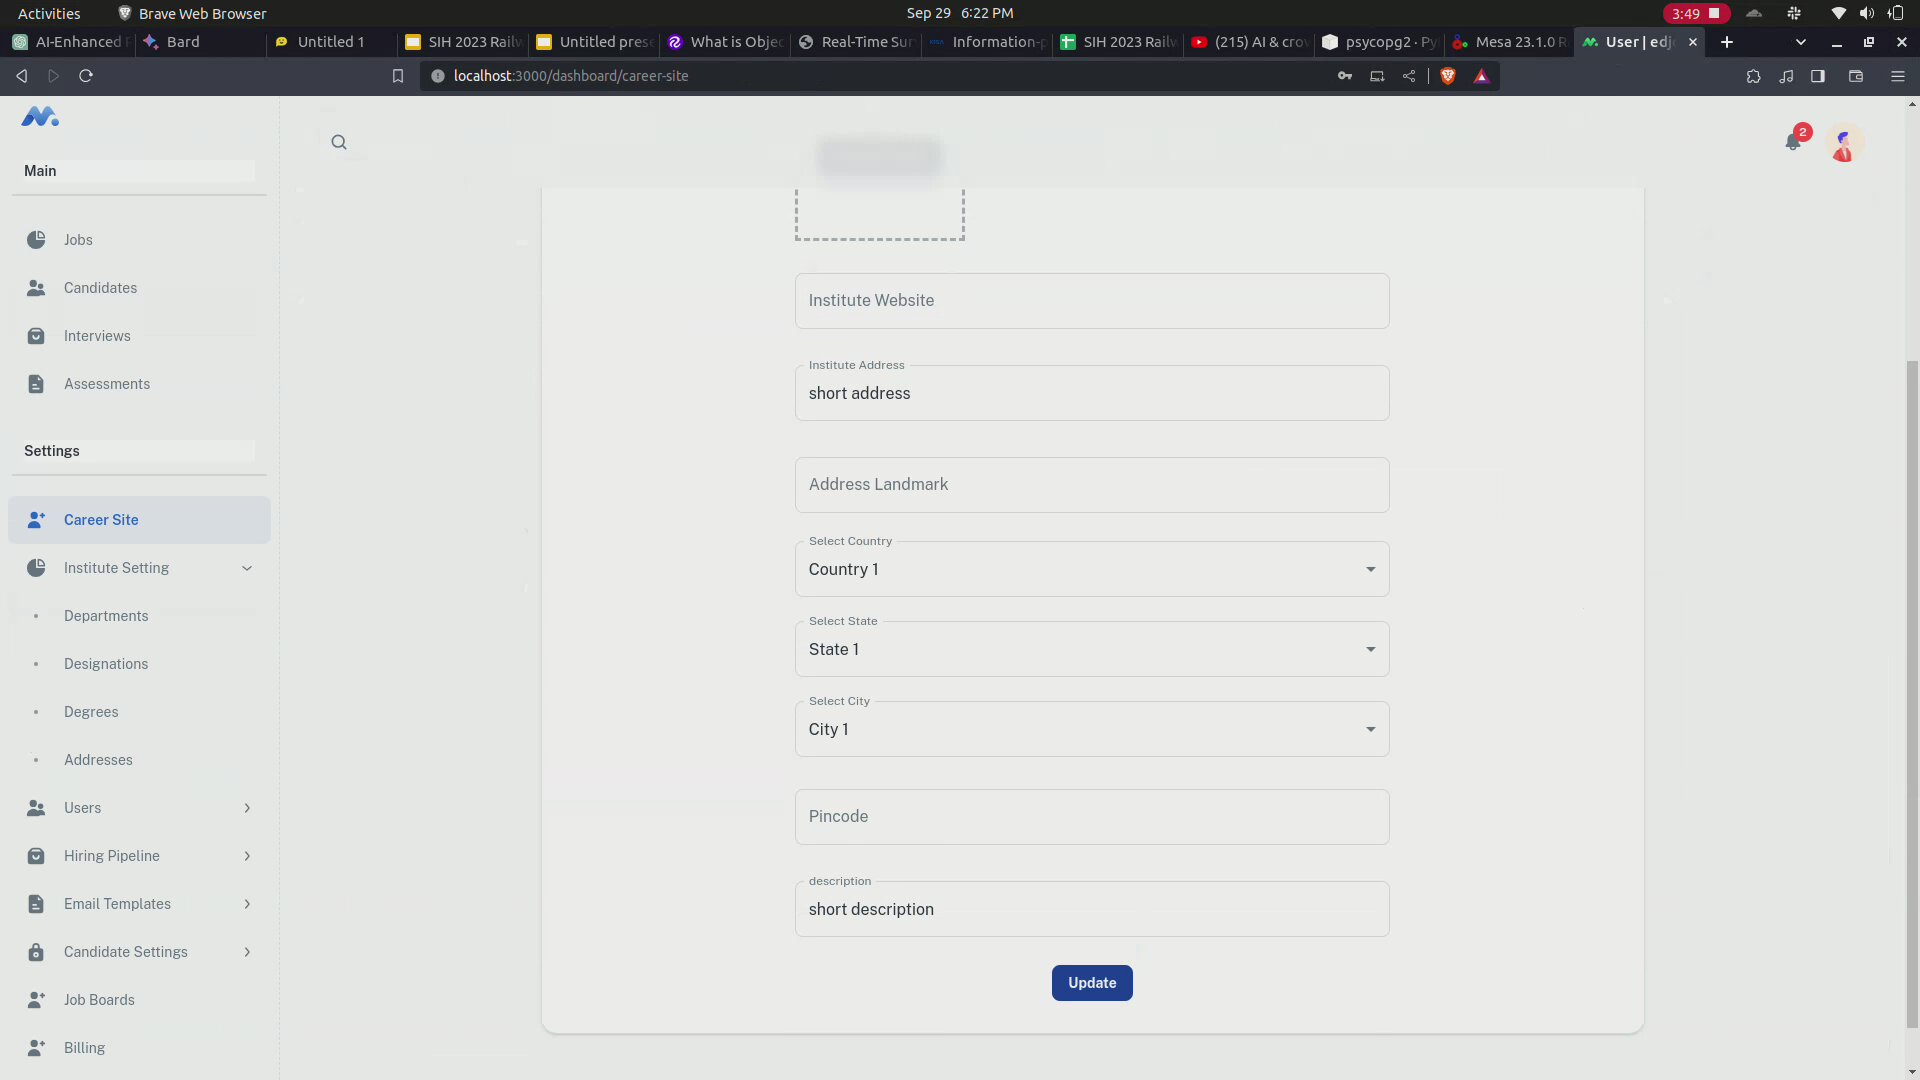 Activities
Brave Web Browser
Sep 29 6:22 PM
3:49
AI-Enhanced
Bard
Untitled 1
SIH 2023 Railw
Untitled prese
What is Objec
Real-Time Sur
Information-p
SIH 2023 Railw
(215) AI & crow
psycopg2 · Py
Mesa 23.1.0 R
User | edjo
localhost:3000/dashboard/career-site
2
Main
Jobs
Candidates
Interviews
Assessments
Settings
Career Site
Institute Setting
Departments
Designations
Degrees
Addresses
Users
Hiring Pipeline
Email Templates
Candidate Settings
Job Boards
Billing
Institute Website
Institute Address
short address
Address Landmark
Select Country
Country 1
Select State
State 1
Select City
City 1
Pincode
description
short description
Update